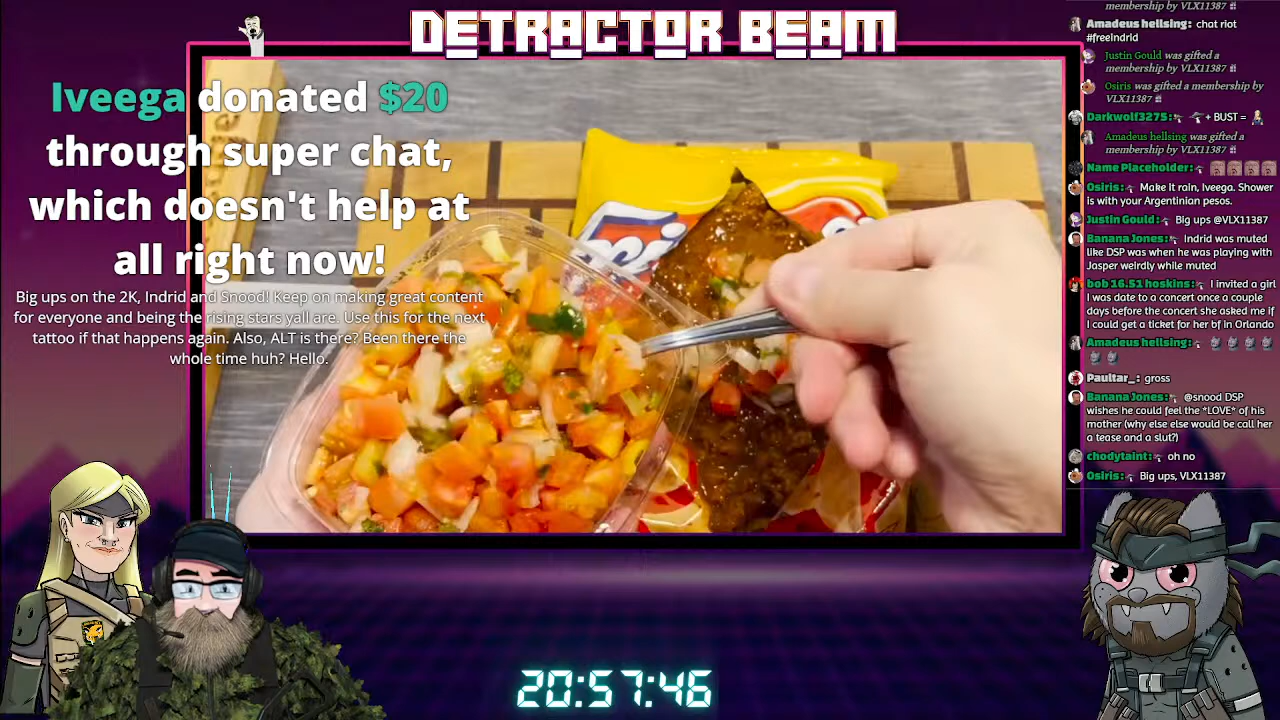 DETRACTOR BEAM
Iveega donated $20
through super chat,
which doesn't help at
all right now!
Big ups on the 2K, Indrid and Snood! Keep on making great content
for everyone and being the rising stars yall are. Use this for the next
tattoo if that happens again. Also, ALT is there? Been there the
whole time huh? Hello.
membership by VLX11387
Amadeus hellsing: chat riot
#freeindrid
Justin Gould was gifted a
membership by VLX11387
Osiris was gifted a membership by
VLX11387
Darkwolf3275: + BUST =
Amadeus hellsing was gifted a
membership by VLX11387
Name Placeholder:
Osiris: Make it rain, Iveega. Shower
is with your Argentinian pesos.
Justin Gould: Big ups @VLX11387
Banana Jones: Indrid was muted
like DSP was when he was playing with
Jasper weirdly while muted
bob 16.51 hoskins: I invited a girl
I was date to a concert once a couple
days before the concert she asked me if
I could get a ticket for her bf in Orlando
Amadeus hellsing:
Paultar_: gross
Banana Jones: @snood DSP
wishes he could feel the *LOVE* of his
mother (why else else would be call her
a tease and a slut?)
chodytaint: oh no
Osiris: Big ups, VLX11387
20:57:46